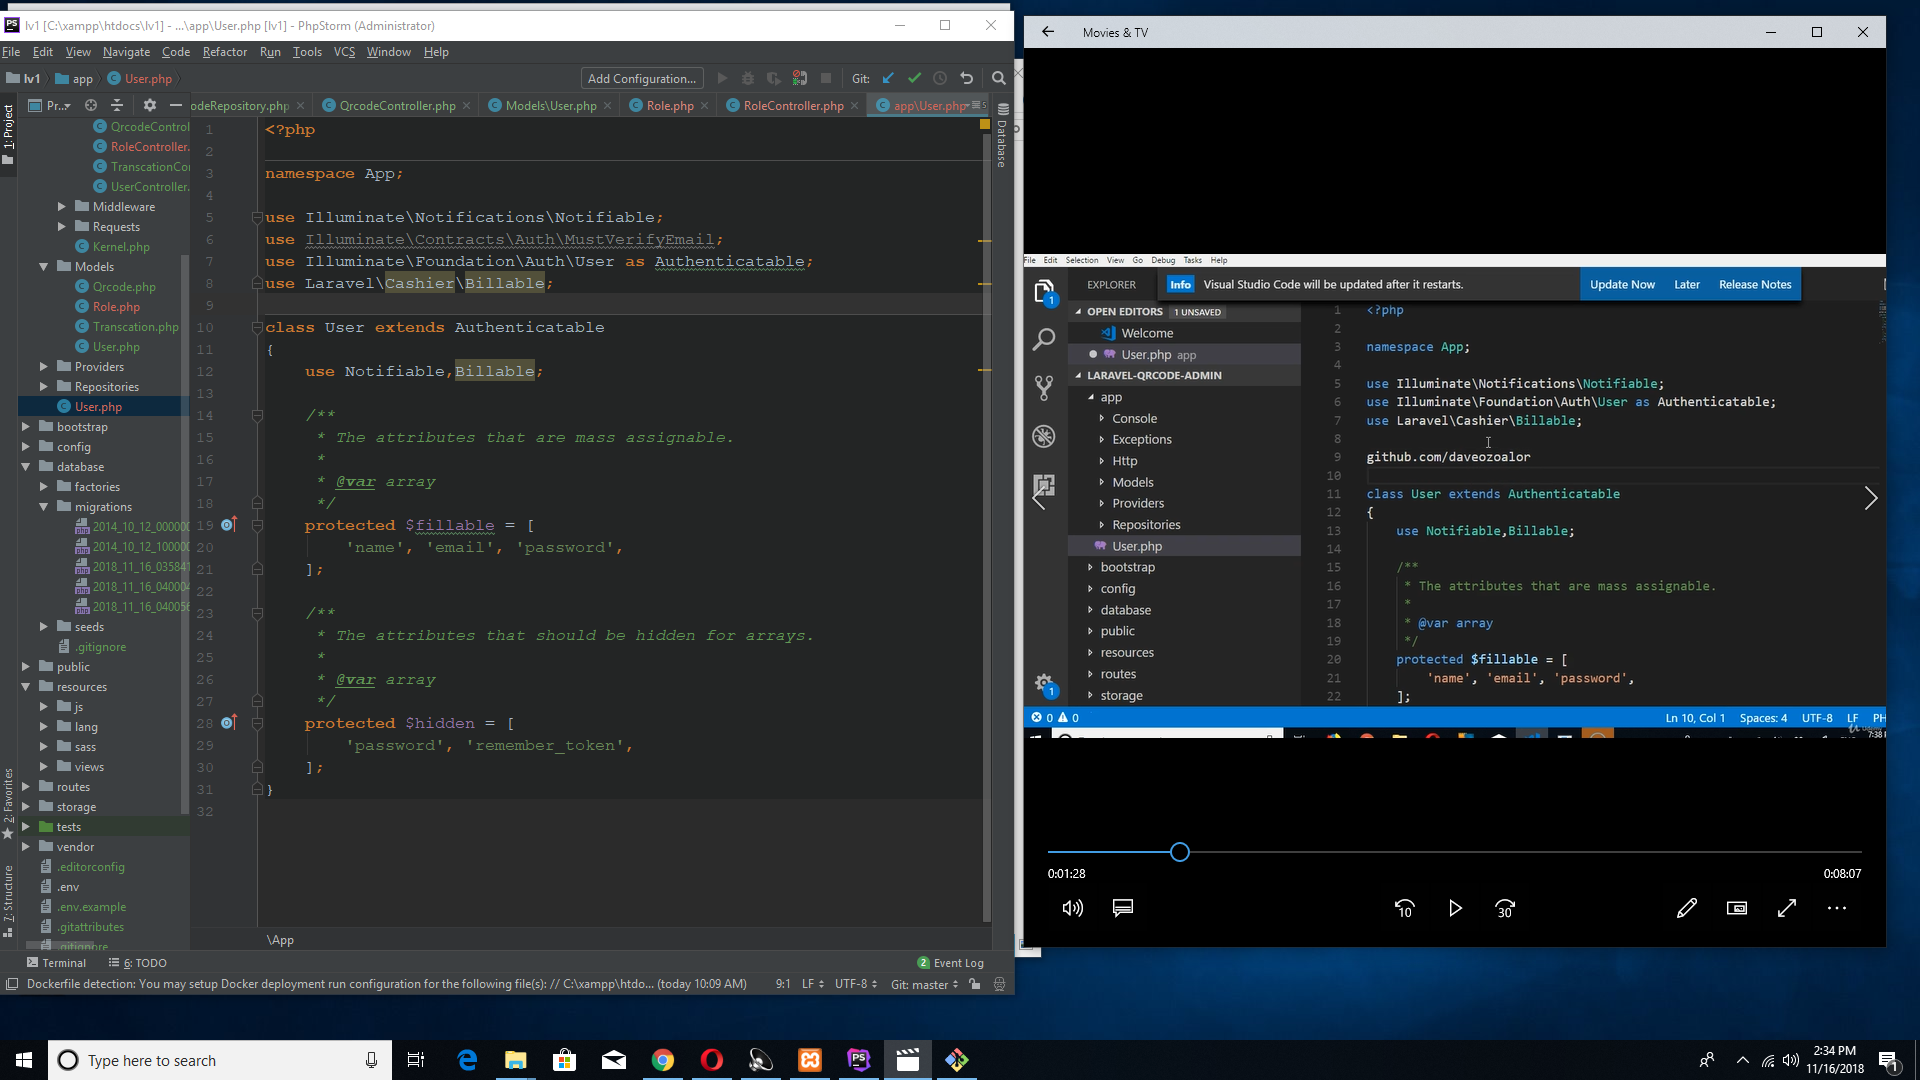 lv1 [C:\xampp\htdocs\lv1] - ...\app\User.php [lv1] - PhpStorm (Administrator)
File Edit View Navigate Code Refactor Run Tools VCS Window Help
lv1 app User.php
Add Configuration...
Git:
Pr...
odeRepository.php
QrcodeController.php
Models\User.php
Role.php
RoleController.php
app\User.php
1: Project
Database
QrcodeControl
RoleController.
TranscationCo
UserController.
Middleware
Requests
Kernel.php
Models
Qrcode.php
Role.php
Transcation.php
User.php
Providers
Repositories
User.php
bootstrap
config
database
factories
migrations
2014_10_12_000000
2014_10_12_100000
2018_11_16_035841
2018_11_16_040004
2018_11_16_040056
seeds
.gitignore
public
resources
js
lang
sass
views
routes
storage
tests
vendor
.editorconfig
.env
.env.example
.gitattributes
.gitignore
2: Favorites
7: Structure
1 <?php
2
3 namespace App;
4
5 use Illuminate\Notifications\Notifiable;
6 use Illuminate\Contracts\Auth\MustVerifyEmail;
7 use Illuminate\Foundation\Auth\User as Authenticatable;
8 use Laravel\Cashier\Billable;
9
10 class User extends Authenticatable
11 {
12 use Notifiable,Billable;
13
14 /**
15 * The attributes that are mass assignable.
16 *
17 * @var array
18 */
19 protected $fillable = [
20 'name', 'email', 'password',
21 ];
22
23 /**
24 * The attributes that should be hidden for arrays.
25 *
26 * @var array
27 */
28 protected $hidden = [
29 'password', 'remember_token',
30 ];
31 }
32
\App
Terminal 6: TODO
2 Event Log
Dockerfile detection: You may setup Docker deployment run configuration for the following file(s): // C:\xampp\htdo... (today 10:09 AM)
9:1 LF UTF-8 Git: master
Movies & TV
File Edit Selection View Go Debug Tasks Help
EXPLORER
Info Visual Studio Code will be updated after it restarts.
Update Now Later Release Notes
OPEN EDITORS 1 UNSAVED
Welcome
User.php app
LARAVEL-QRCODE-ADMIN
app
Console
Exceptions
Http
Models
Providers
Repositories
User.php
bootstrap
config
database
public
resources
routes
storage
1
1
1 <?php
2
3 namespace App;
4
5 use Illuminate\Notifications\Notifiable;
6 use Illuminate\Foundation\Auth\User as Authenticatable;
7 use Laravel\Cashier\Billable;
8
9 github.com/daveozoalor
10
11 class User extends Authenticatable
12 {
13 use Notifiable,Billable;
14
15 /**
16 * The attributes that are mass assignable.
17 *
18 * @var array
19 */
20 protected $fillable = [
21 'name', 'email', 'password',
22 ];
0 0
Ln 10, Col 1 Spaces: 4 UTF-8 LF PH
7:38
0:01:28
0:08:07
10
30
Type here to search
2:34 PM
11/16/2018
1